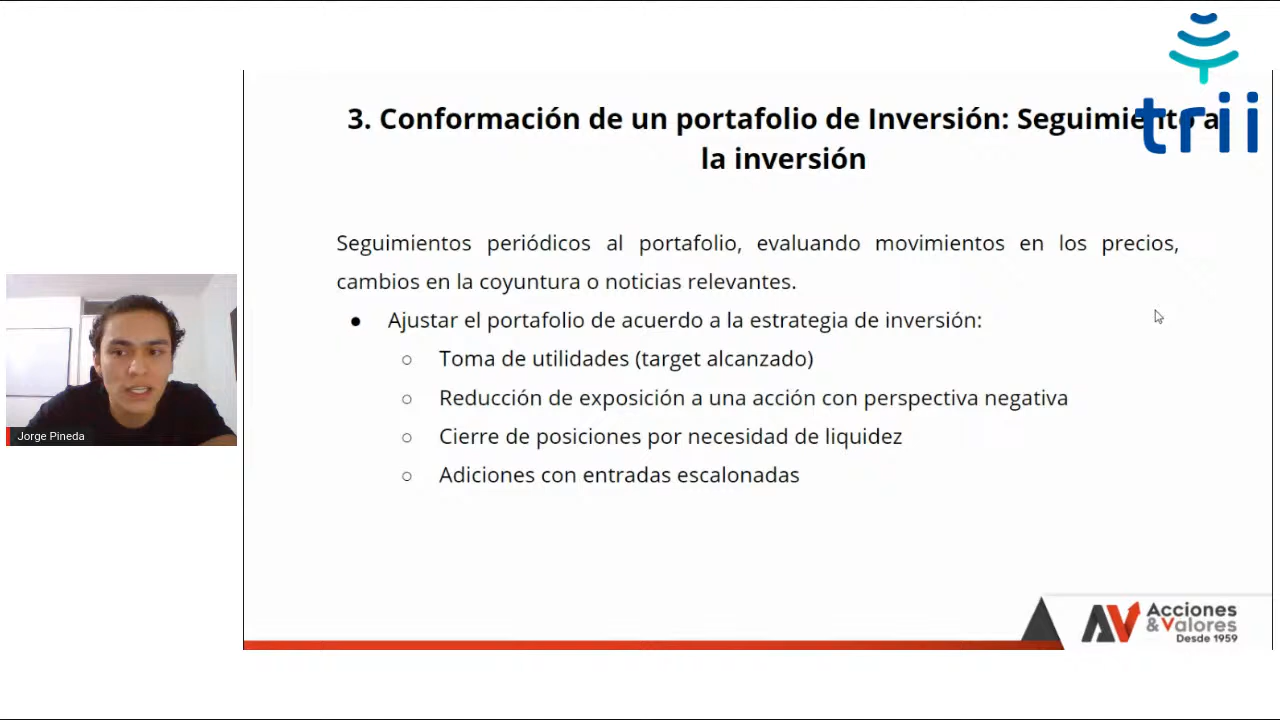 trii
3. Conformación de un portafolio de Inversión: Seguimiento a
la inversión
Seguimientos periódicos al portafolio, evaluando movimientos en los precios,
cambios en la coyuntura o noticias relevantes.
● Ajustar el portafolio de acuerdo a la estrategia de inversión:
○ Toma de utilidades (target alcanzado)
○ Reducción de exposición a una acción con perspectiva negativa
○ Cierre de posiciones por necesidad de liquidez
○ Adiciones con entradas escalonadas
Jorge Pineda
AV Acciones
& Valores
Desde 1959